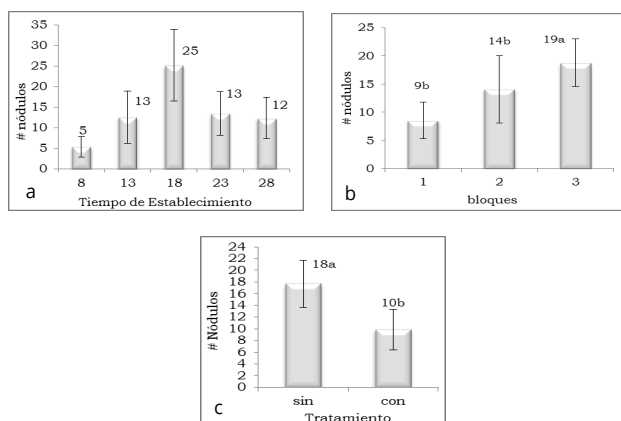 35
30
25
20
15
10
5
0
# nódulos
5
13
25
13
12
8 13 18 23 28
Tiempo de Establecimiento
a
25
20
15
10
5
0
# nódulos
9b
14b
19a
1 2 3
bloques
b
24
22
20
18
16
14
12
10
8
6
4
2
0
# Nódulos
18a
10b
sin con
Tratamiento
c